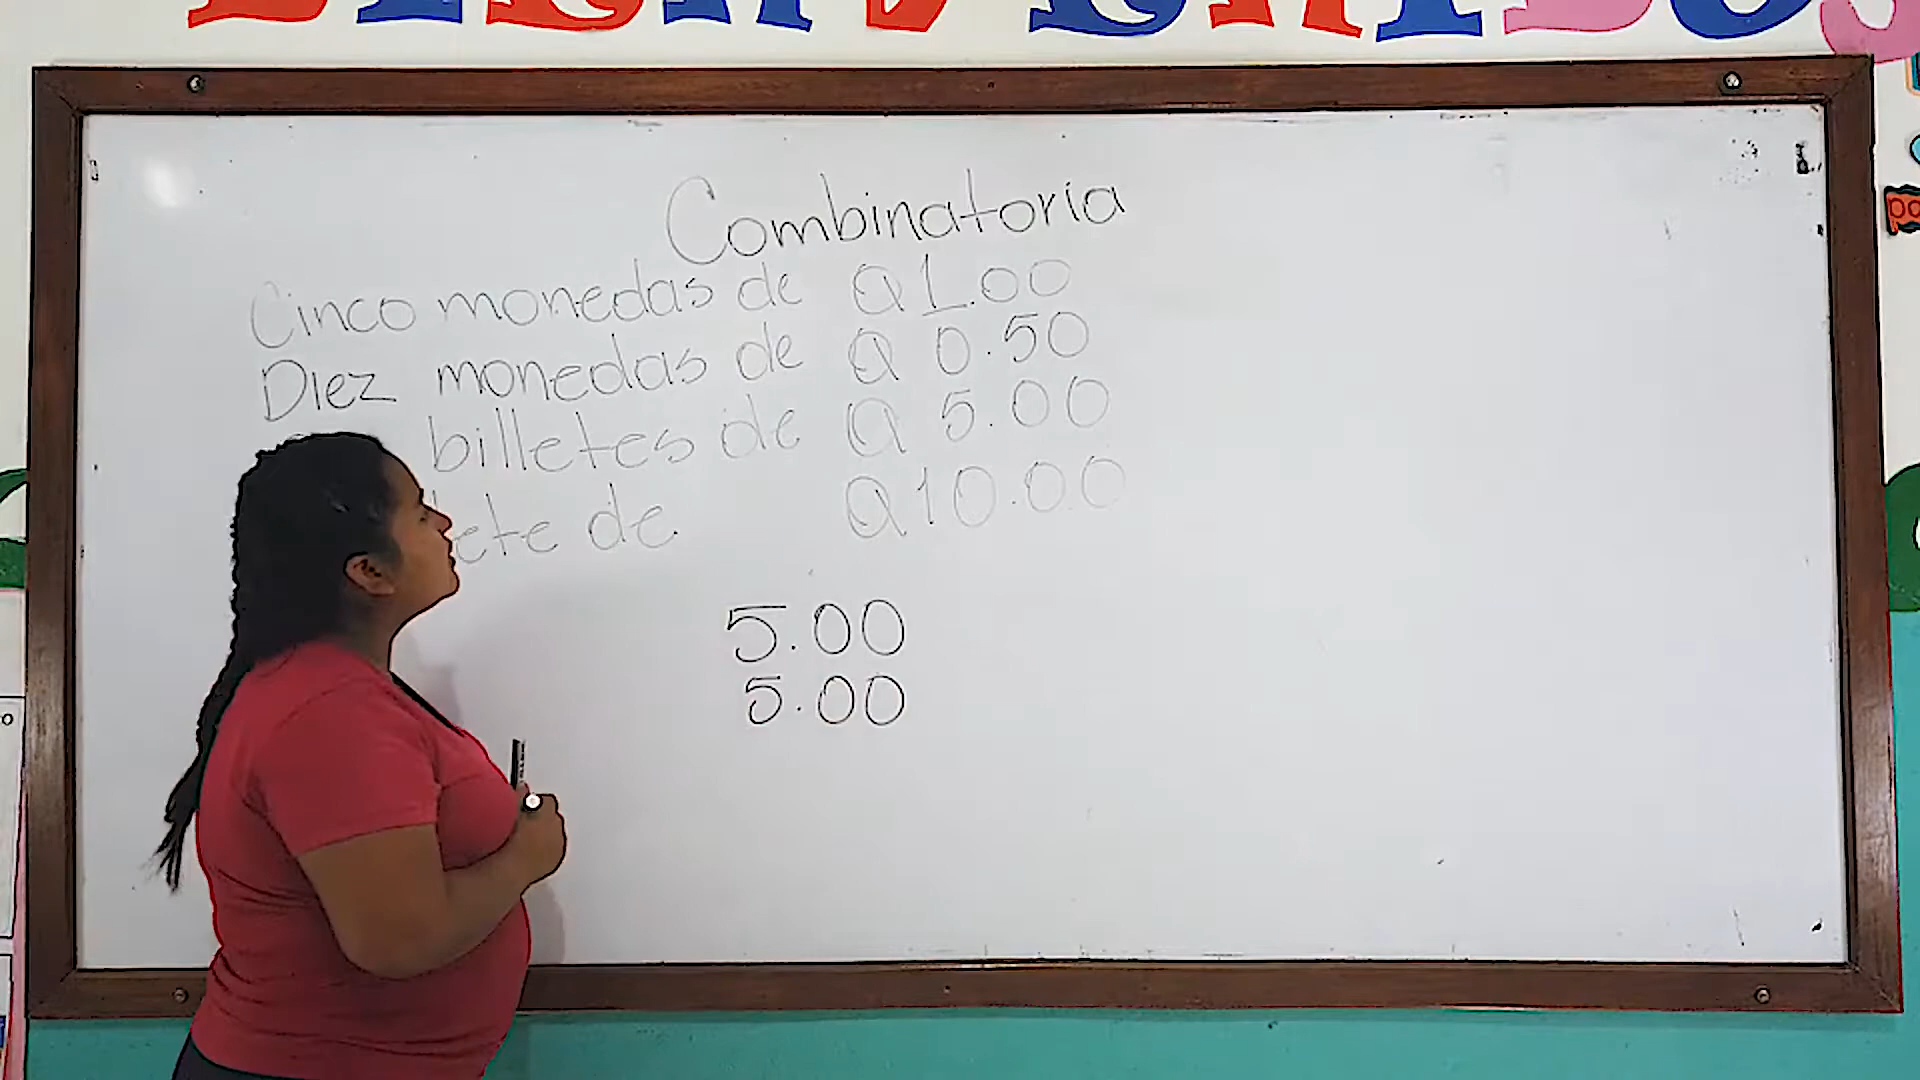 Combinatoria
Cinco monedas de Q1.00
Diez monedas de Q 0.50
billetes de Q 5.00
ete de Q10.00
5.00
5.00